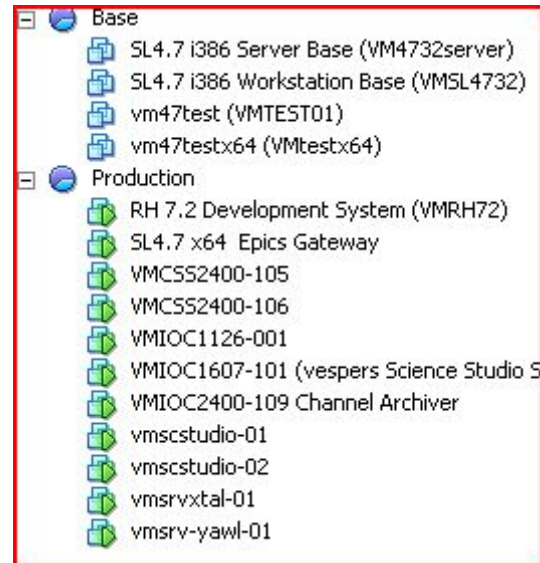 Base
SL4.7 i386 Server Base (VM4732server)
SL4.7 i386 Workstation Base (VMSL4732)
vm47test (VMTEST01)
vm47testx64 (VMtestx64)
Production
RH 7.2 Development System (VMRH72)
SL4.7 x64 Epics Gateway
VMCSS2400-105
VMCSS2400-106
VMIOC1126-001
VMIOC1607-101 (vespers Science Studio S
VMIOC2400-109 Channel Archiver
vmscstudio-01
vmscstudio-02
vmsrvxtal-01
vmsrv-yawl-01